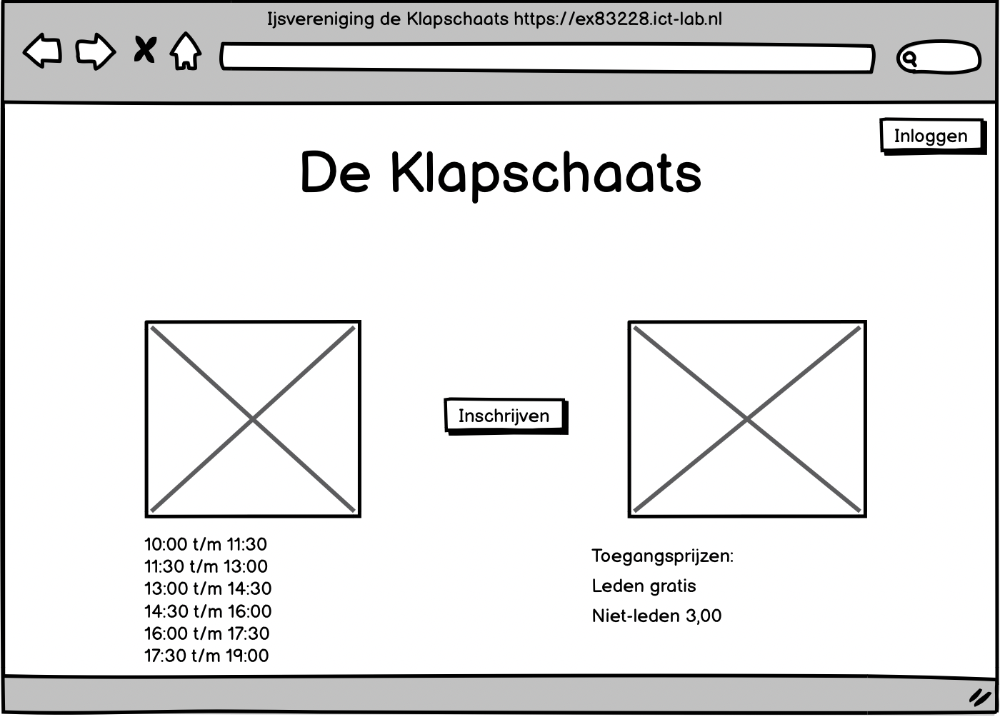 Ijsvereniging de Klapschaats https://ex83228.ict-lab.nl
Inloggen
De Klapschaats
Inschrijven
10:00 t/m 11:30
11:30 t/m 13:00
13:00 t/m 14:30
14:30 t/m 16:00
16:00 t/m 17:30
17:30 t/m 19:00
Toegangsprijzen:
Leden gratis
Niet-leden 3,00